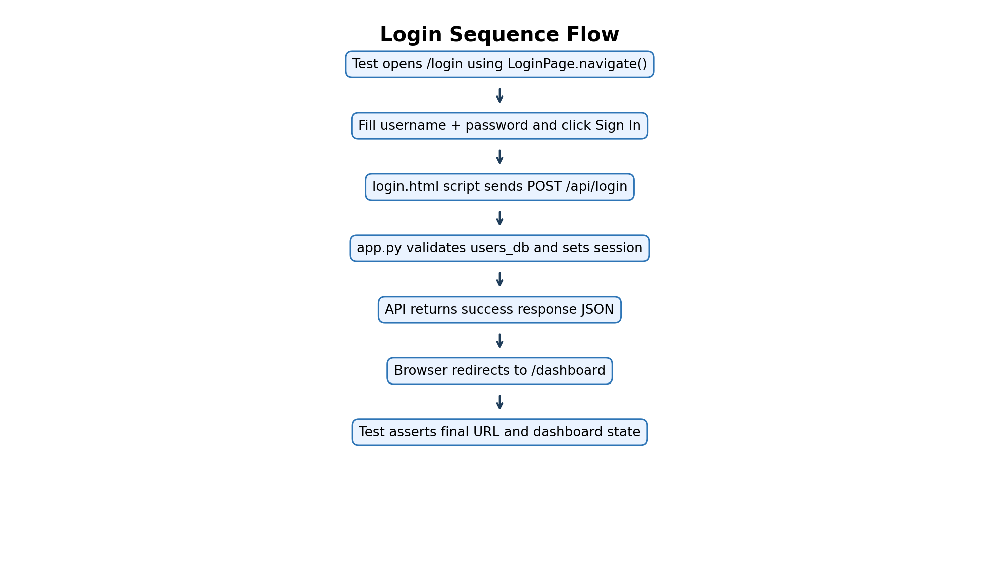 Login Sequence Flow
Test opens /login using LoginPage.navigate()
Fill username + password and click Sign In
login.html script sends POST /api/login
app.py validates users_db and sets session
API returns success response JSON
Browser redirects to /dashboard
Test asserts final URL and dashboard state